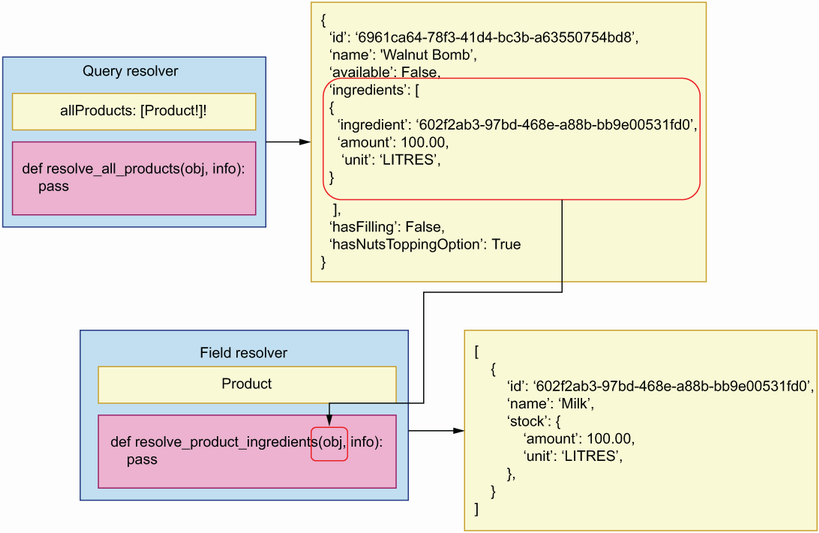 Query resolver
allProducts: [Product!]!
def resolve_all_products(obj, info):
pass
{
‘id’: ‘6961ca64-78f3-41d4-bc3b-a63550754bd8’,
‘name’: ‘Walnut Bomb’,
‘available’: False,
‘ingredients’: [
{
‘ingredient’: ‘602f2ab3-97bd-468e-a88b-bb9e00531fd0’,
‘amount’: 100.00,
‘unit’: ‘LITRES’,
}
],
‘hasFilling’: False,
‘hasNutsToppingOption’: True
}
Field resolver
Product
def resolve_product_ingredients(obj, info):
pass
[
{
‘id’: ‘602f2ab3-97bd-468e-a88b-bb9e00531fd0’,
‘name’: ‘Milk’,
‘stock’: {
‘amount’: 100.00,
‘unit’: ‘LITRES’,
},
}
]